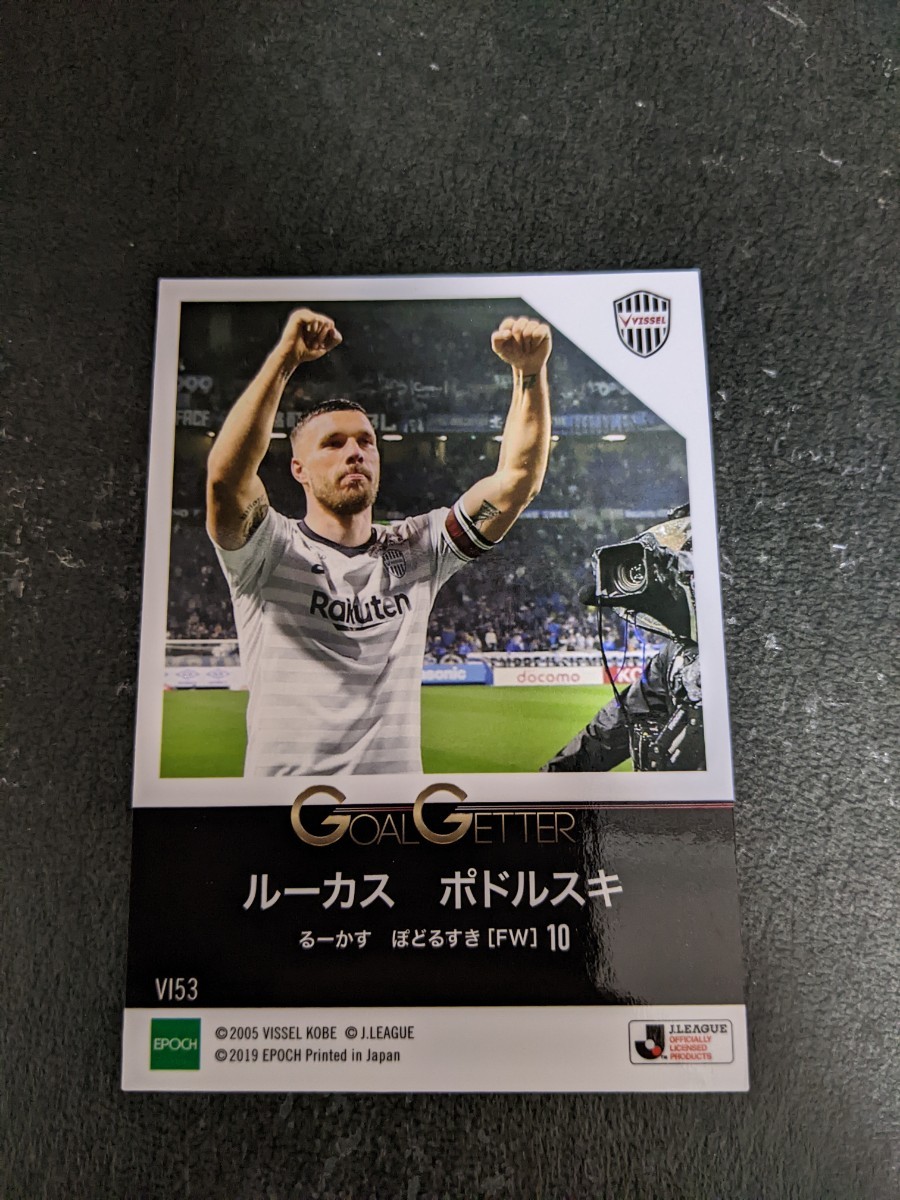 VISSEL
Rakuten
Panasonic
docomo
GOAL GETTER
ルーカス ポドルスキ
るーかす ぽどるすき [FW] 10
VI53
EPOCH
©2005 VISSEL KOBE ©J.LEAGUE
©2019 EPOCH Printed in Japan
J.LEAGUE
OFFICIALLY
LICENSED
PRODUCTS